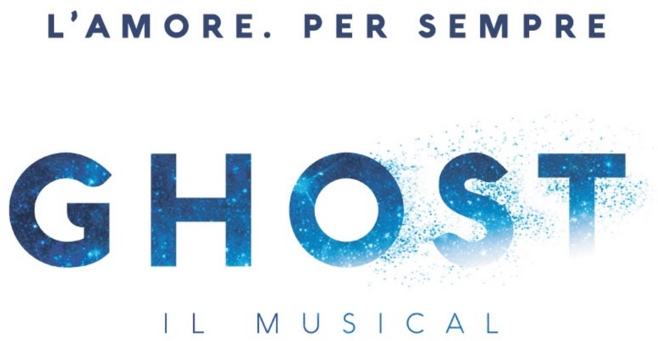 L'AMORE. PER SEMPRE
GHOST
IL MUSICAL